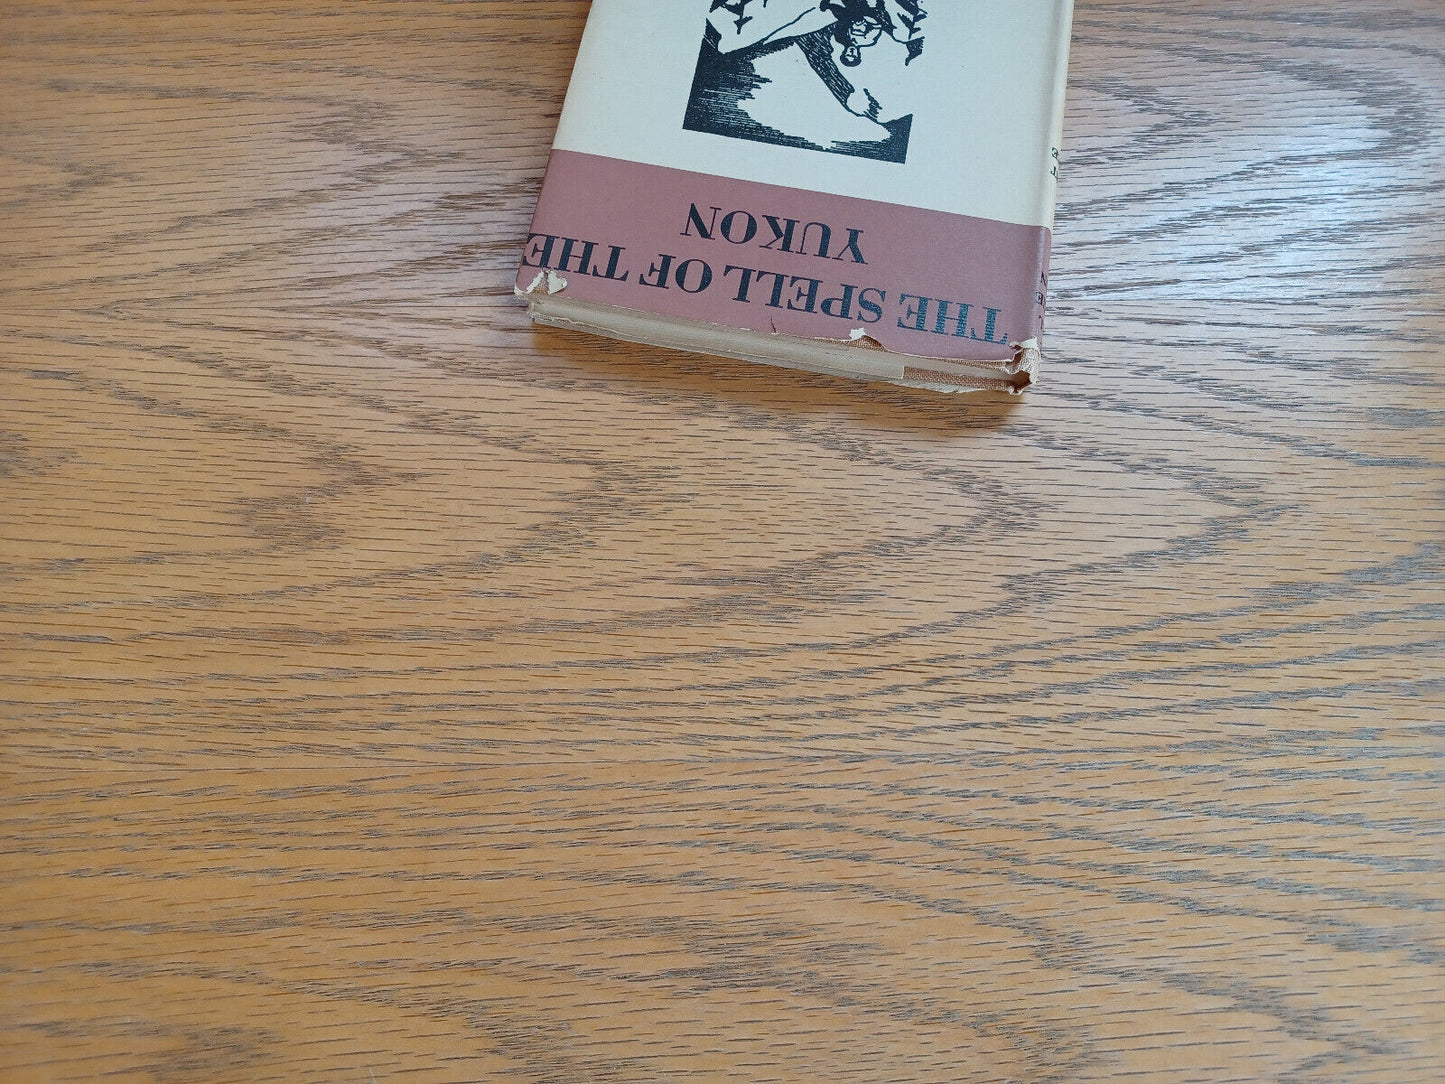 THE SPELL OF THE
YUKON